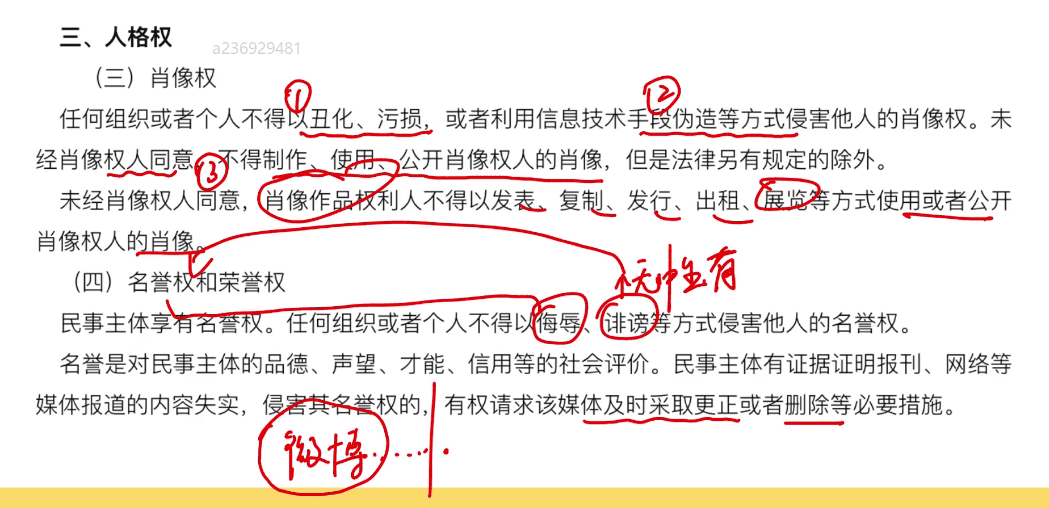 三、人格权
a236929481
（三）肖像权
① ②
任何组织或者个人不得以丑化、污损，或者利用信息技术手段伪造等方式侵害他人的肖像权。未
经肖像权人同意，不得制作、使用、公开肖像权人的肖像，但是法律另有规定的除外。
③
未经肖像权人同意，肖像作品权利人不得以发表、复制、发行、出租、展览等方式使用或者公开
肖像权人的肖像。
（四）名誉权和荣誉权
无中生有
民事主体享有名誉权。任何组织或者个人不得以侮辱、诽谤等方式侵害他人的名誉权。
名誉是对民事主体的品德、声望、才能、信用等的社会评价。民事主体有证据证明报刊、网络等
媒体报道的内容失实，侵害其名誉权的，有权请求该媒体及时采取更正或者删除等必要措施。
微博……